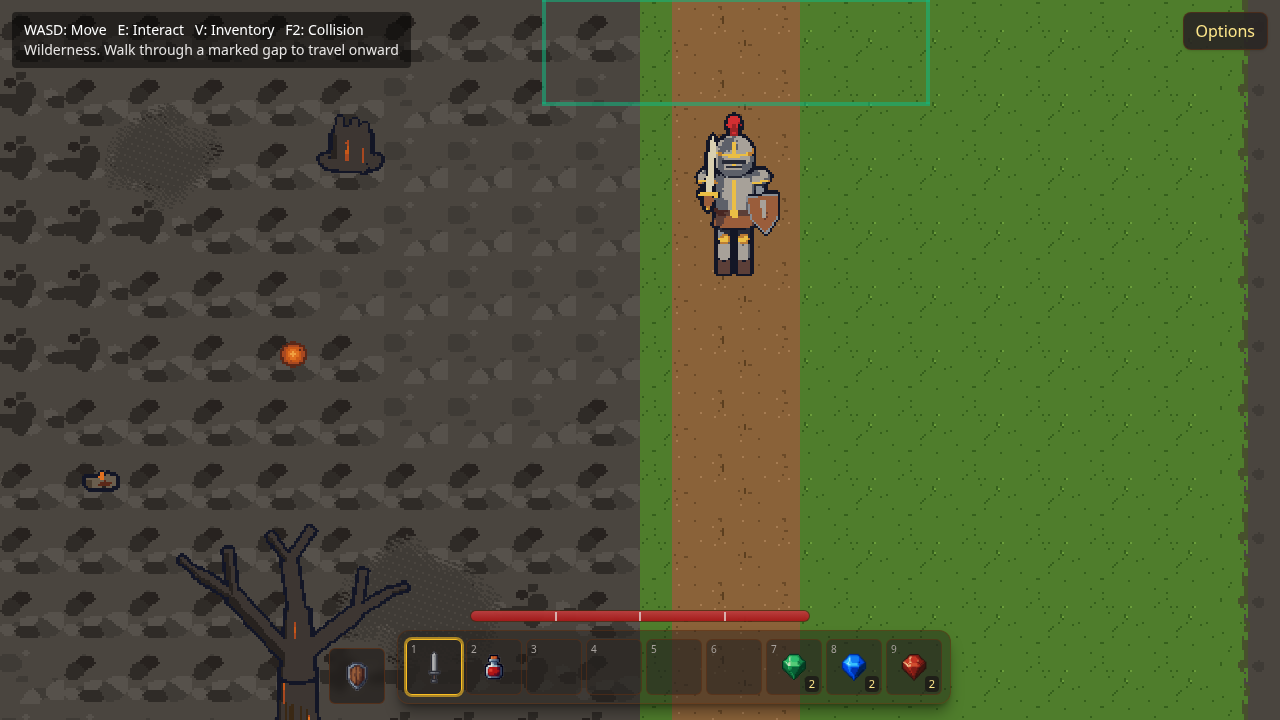 WASD: Move   E: Interact   V: Inventory   F2: Collision
Wilderness. Walk through a marked gap to travel onward
Options
1 2 3 4 5 6 7 8 9
2 2 2